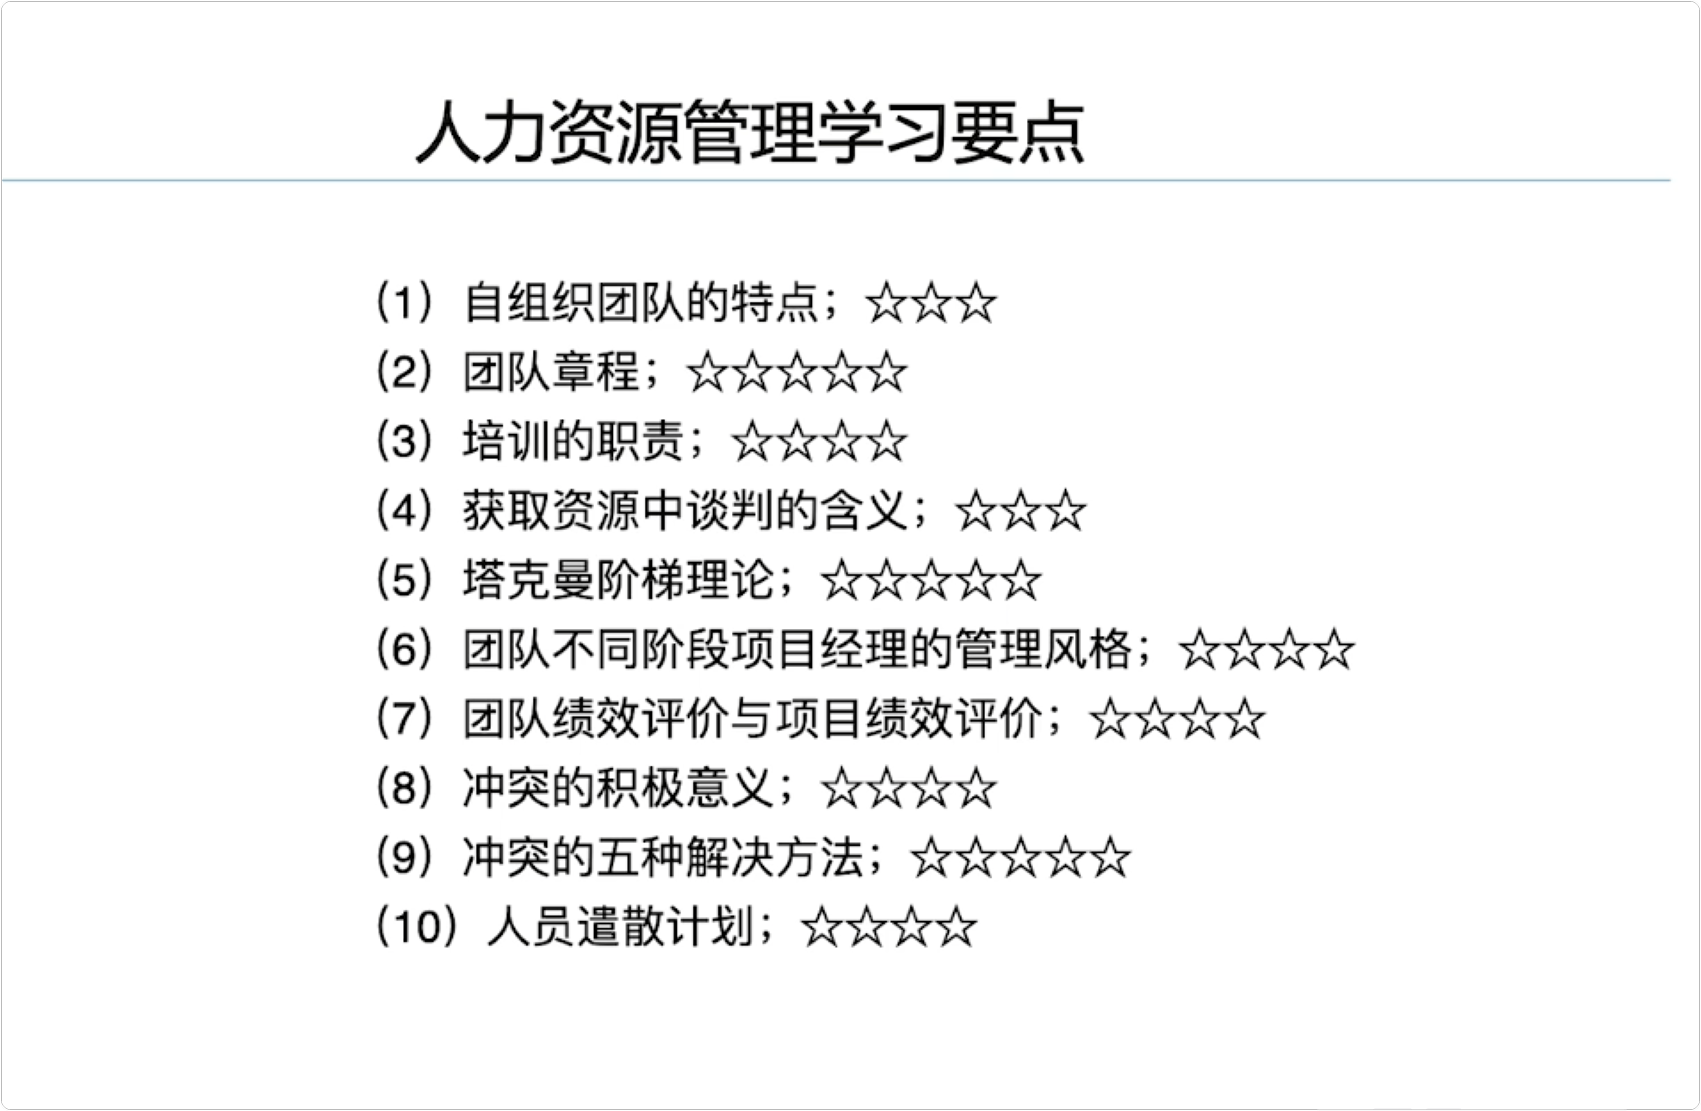 人力资源管理学习要点
（1）自组织团队的特点；☆☆☆
（2）团队章程；☆☆☆☆☆
（3）培训的职责；☆☆☆☆
（4）获取资源中谈判的含义；☆☆☆
（5）塔克曼阶梯理论；☆☆☆☆☆
（6）团队不同阶段项目经理的管理风格；☆☆☆☆
（7）团队绩效评价与项目绩效评价；☆☆☆☆
（8）冲突的积极意义；☆☆☆☆
（9）冲突的五种解决方法；☆☆☆☆☆
（10）人员遣散计划；☆☆☆☆